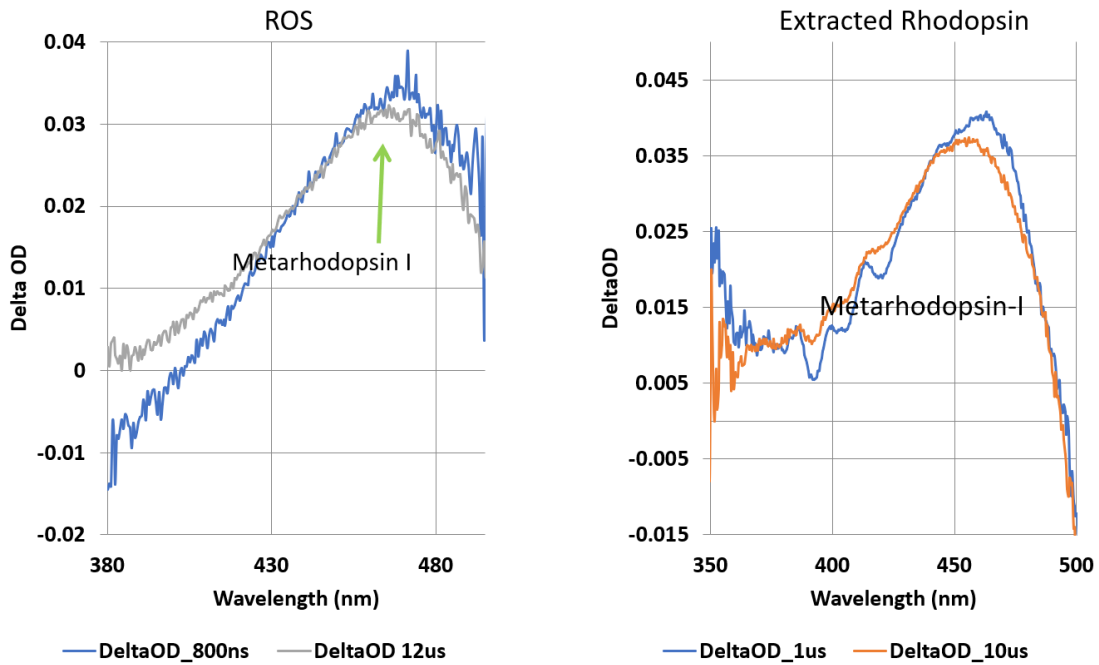 ROS
Delta OD
0.04
0.03
0.02
0.01
0
-0.01
-0.02
Metarhodopsin I
380
430
480
Wavelength (nm)
DeltaOD_800ns
DeltaOD 12us
Extracted Rhodopsin
DeltaOD
0.045
0.035
0.025
0.015
0.005
-0.005
-0.015
Metarhodopsin-I
350
400
450
500
Wavelength (nm)
DeltaOD_1us
DeltaOD_10us